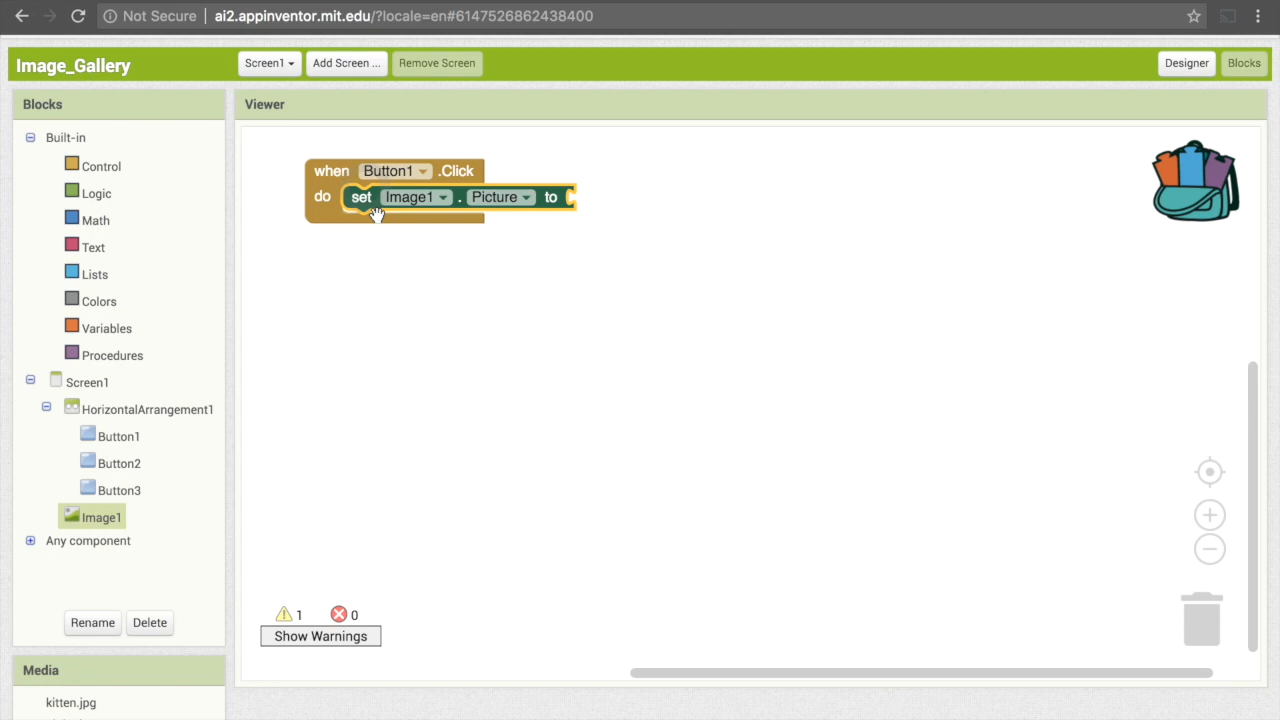 Not Secure ai2.appinventor.mit.edu/?locale=en#6147526862438400
Image_Gallery Screen1 Add Screen ... Remove Screen Designer Blocks
Blocks
Built-in
Control
Logic
Math
Text
Lists
Colors
Variables
Procedures
Screen1
HorizontalArrangement1
Button1
Button2
Button3
Image1
Any component
Rename Delete
Media
kitten.jpg
Viewer
when Button1 .Click
do set Image1 . Picture to
1 0
Show Warnings